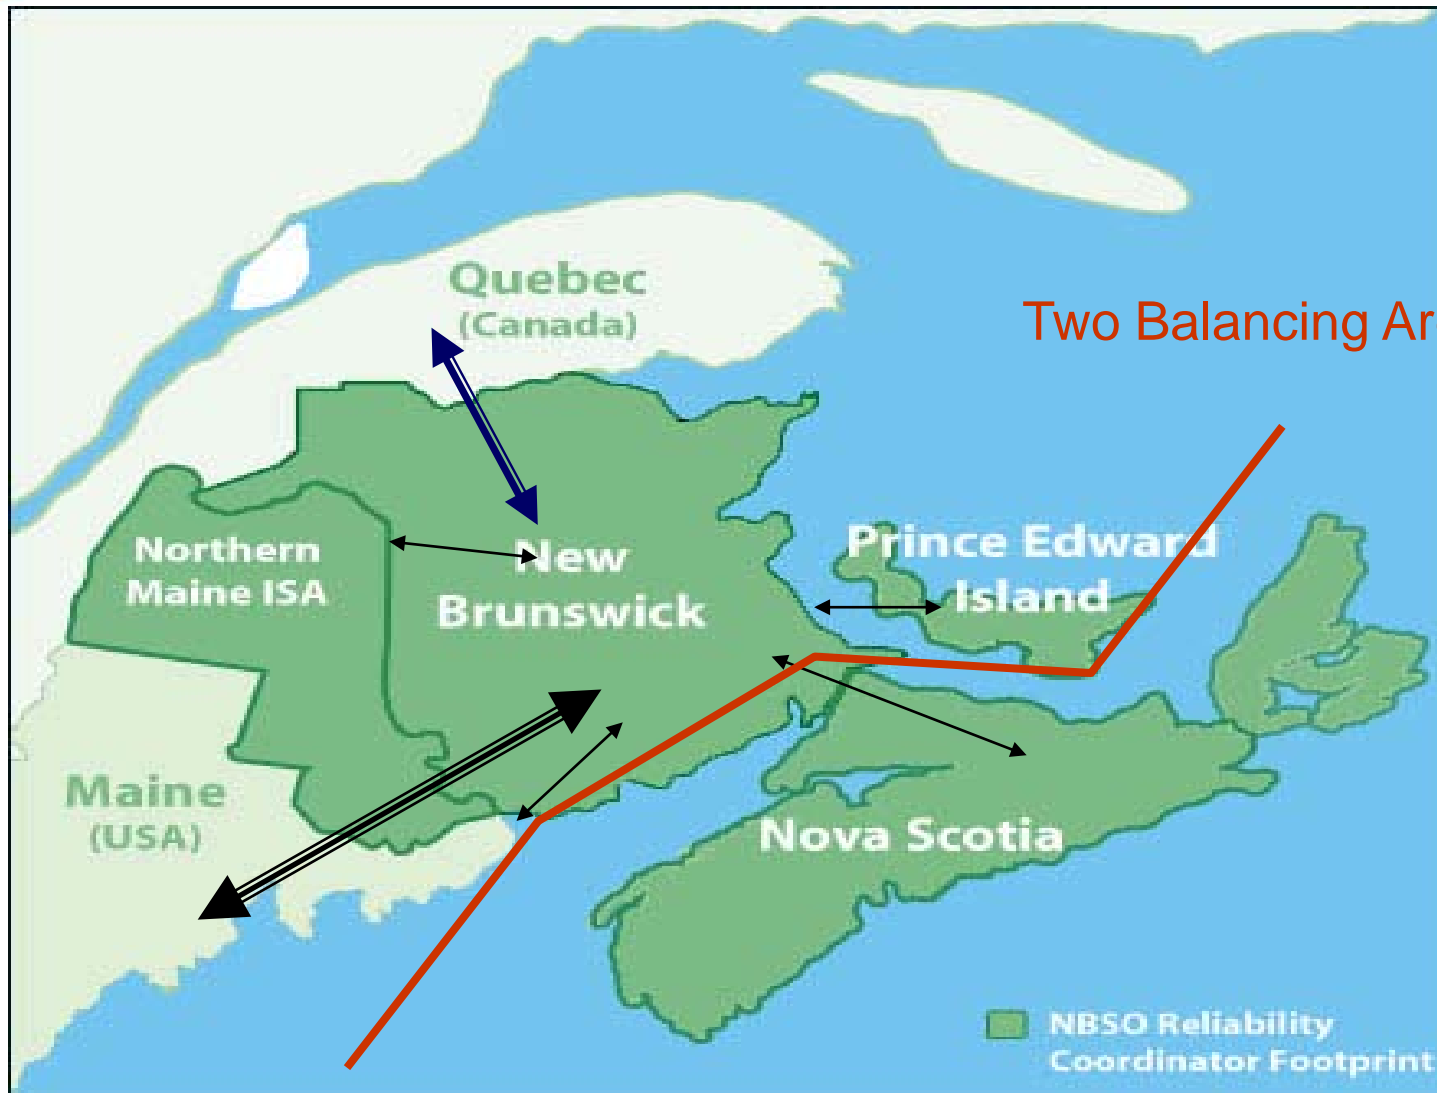 Quebec
(Canada)
Two Balancing Ar
Northern
Maine ISA
New
Brunswick
Prince Edward
Island
Maine
(USA)
Nova Scotia
NBSO Reliability
Coordinator Footprint